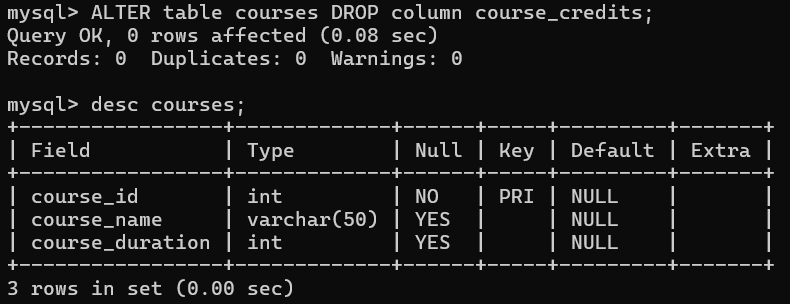 mysql> ALTER table courses DROP column course_credits;
Query OK, 0 rows affected (0.08 sec)
Records: 0  Duplicates: 0  Warnings: 0

mysql> desc courses;
+-----------------+-------------+------+-----+---------+-------+
| Field           | Type        | Null | Key | Default | Extra |
+-----------------+-------------+------+-----+---------+-------+
| course_id       | int         | NO   | PRI | NULL    |       |
| course_name     | varchar(50) | YES  |     | NULL    |       |
| course_duration | int         | YES  |     | NULL    |       |
+-----------------+-------------+------+-----+---------+-------+
3 rows in set (0.00 sec)